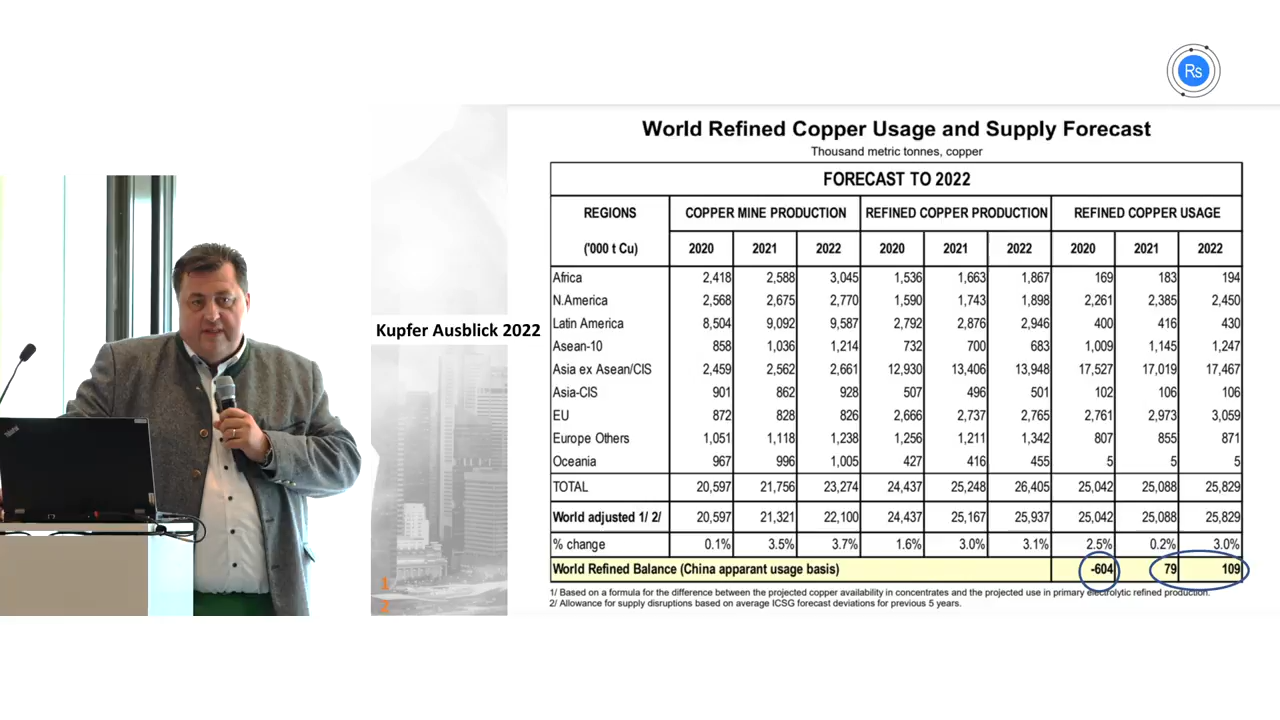 Rs
World Refined Copper Usage and Supply Forecast
Thousand metric tonnes, copper
FORECAST TO 2022
REGIONS COPPER MINE PRODUCTION REFINED COPPER PRODUCTION REFINED COPPER USAGE
('000 t Cu) 2020 2021 2022 2020 2021 2022 2020 2021 2022
Africa 2,418 2,588 3,045 1,536 1,663 1,867 169 183 194
N.America 2,568 2,675 2,770 1,590 1,743 1,898 2,261 2,385 2,450
Latin America 8,504 9,092 9,587 2,792 2,876 2,946 400 416 430
Asean-10 858 1,036 1,214 732 700 683 1,009 1,145 1,247
Asia ex Asean/CIS 2,459 2,562 2,661 12,930 13,406 13,948 17,527 17,019 17,467
Asia-CIS 901 862 928 507 496 501 102 106 106
EU 872 828 826 2,666 2,737 2,765 2,761 2,973 3,059
Europe Others 1,051 1,118 1,238 1,256 1,211 1,342 807 855 871
Oceania 967 996 1,005 427 416 455 5 5 5
TOTAL 20,597 21,756 23,274 24,437 25,248 26,405 25,042 25,088 25,829
World adjusted 1/ 2/ 20,597 21,321 22,100 24,437 25,167 25,937 25,042 25,088 25,829
% change 0.1% 3.5% 3.7% 1.6% 3.0% 3.1% 2.5% 0.2% 3.0%
World Refined Balance (China apparant usage basis) -604 79 109
1/ Based on a formula for the difference between the projected copper availability in concentrates and the projected use in primary electrolytic refined production.
2/ Allowance for supply disruptions based on average ICSG forecast deviations for previous 5 years.
Kupfer Ausblick 2022
1
2
ThinkPad